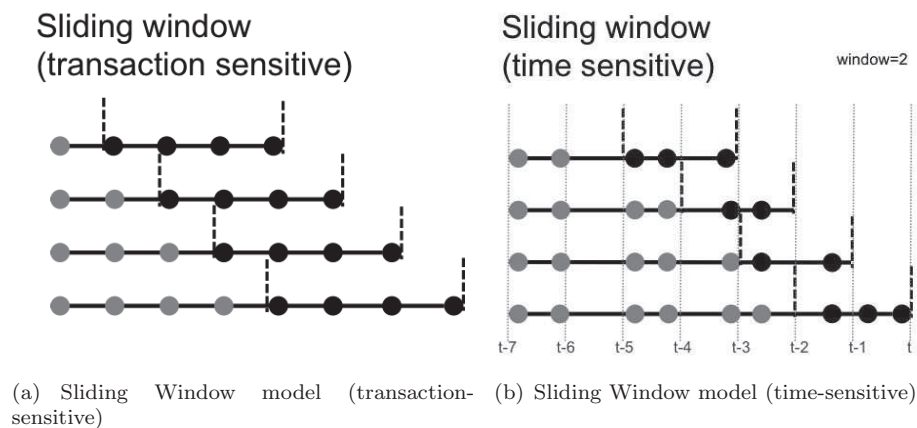 Sliding window
(transaction sensitive)
Sliding window
(time sensitive)
window=2
t-7 t-6 t-5 t-4 t-3 t-2 t-1 t
(a) Sliding Window model (transaction-
sensitive)
(b) Sliding Window model (time-sensitive)